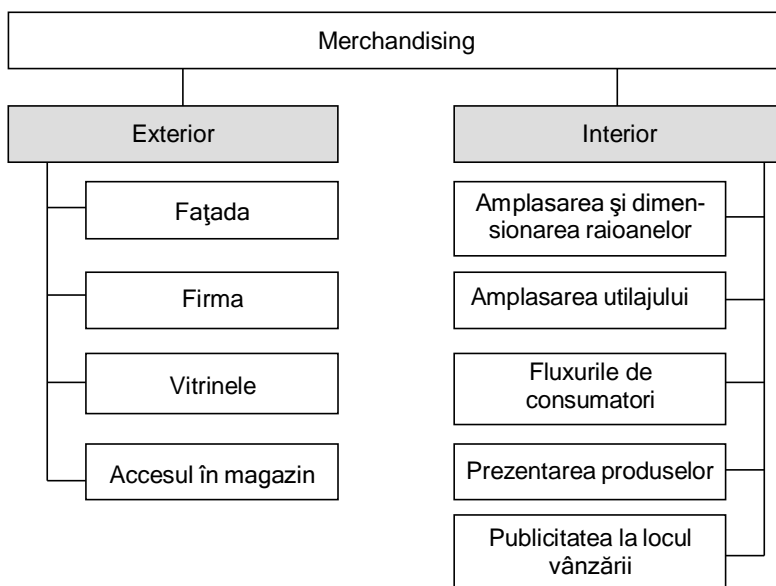 Merchandising
Exterior
Faţada
Firma
Vitrinele
Accesul în magazin
Interior
Amplasarea şi dimen-
sionarea raioanelor
Amplasarea utilajului
Fluxurile de
consumatori
Prezentarea produselor
Publicitatea la locul
vânzării